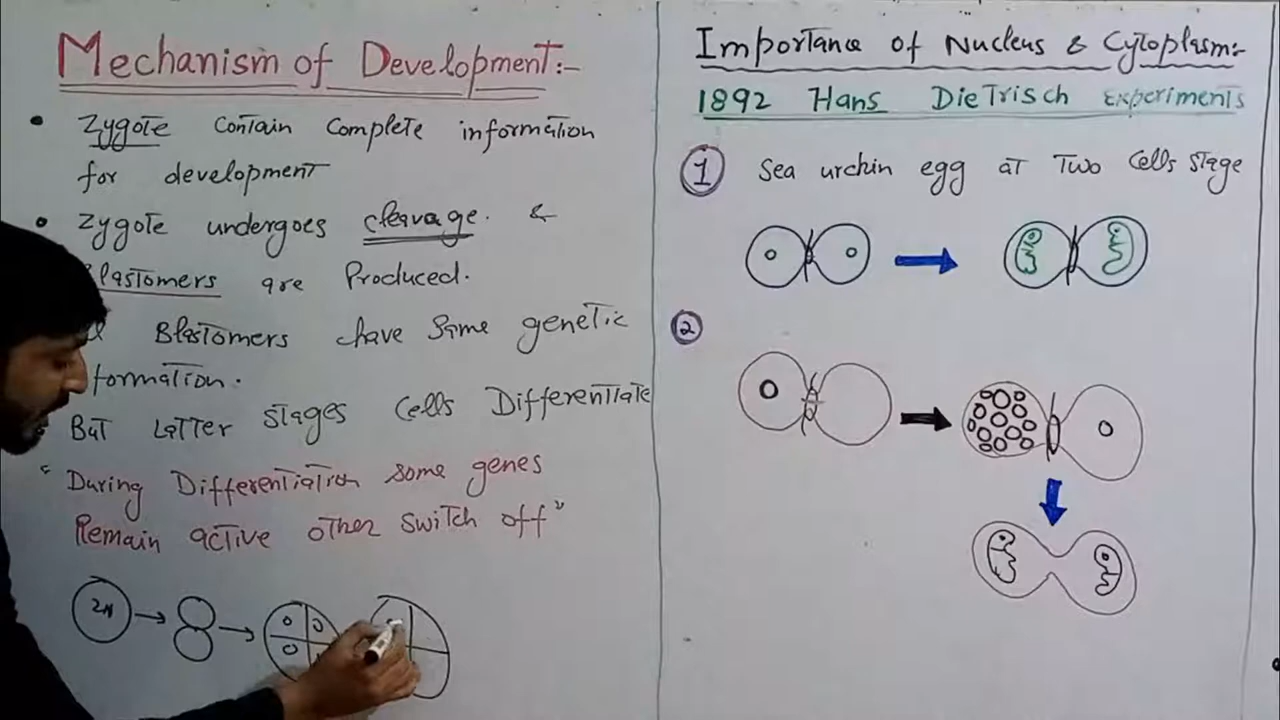 Mechanism of Development:-
• Zygote contain complete information
for development
• Zygote undergoes cleavage. &
Blastomers are Produced.
Blastomers have same genetic
formation.
But Latter stages Cells Differentiate
"During Differentiation some genes
Remain active other switch off"
2N
Importance of Nucleus & Cytoplasm:-
1892 Hans DieTrisch Experiments
1 Sea urchin egg at Two Cells stage
2